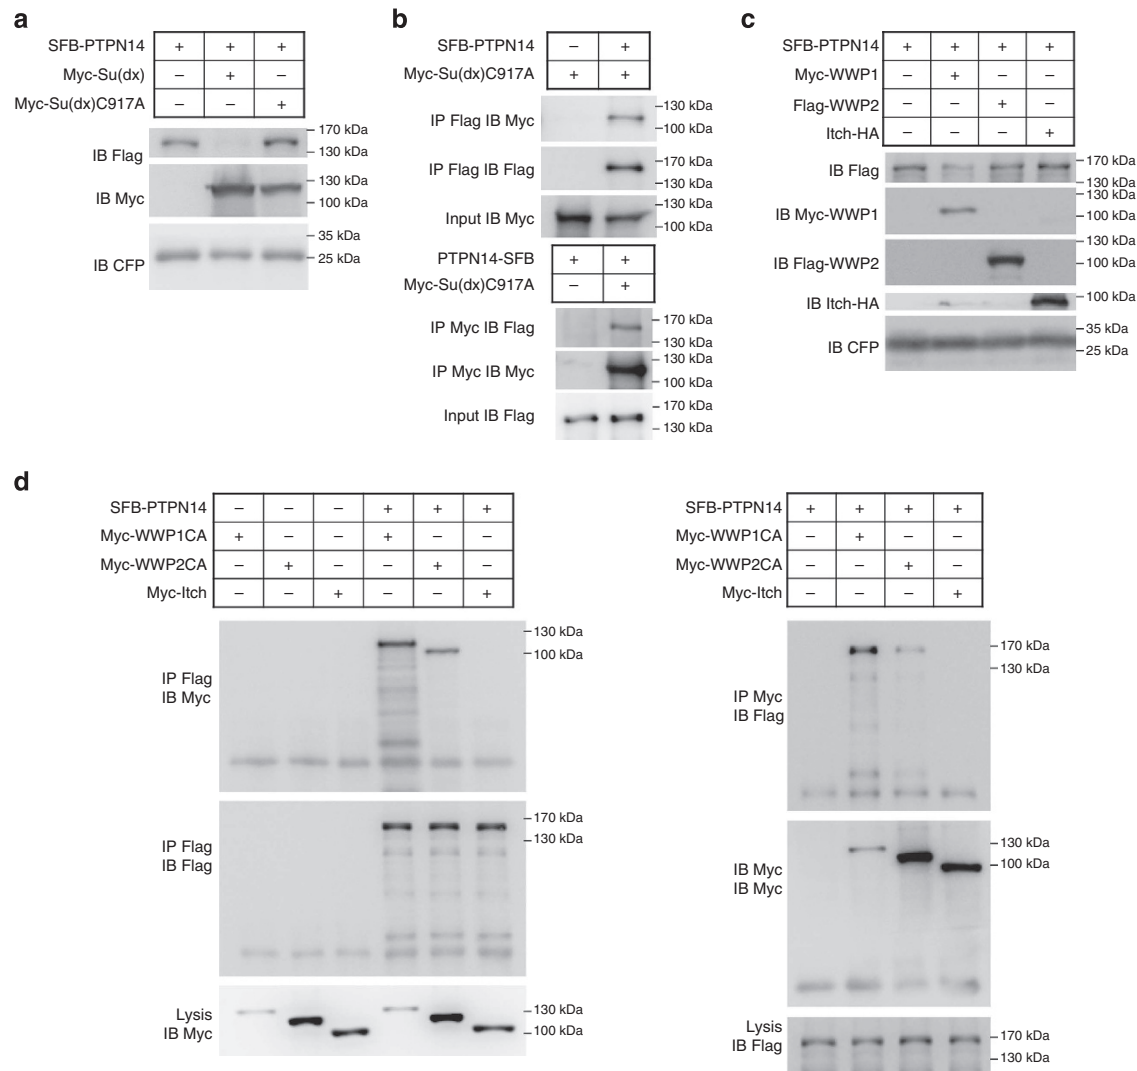 a
SFB-PTPN14 + + +
Myc-Su(dx) – + –
Myc-Su(dx)C917A – – +
IB Flag
170 kDa
130 kDa
IB Myc
130 kDa
100 kDa
IB CFP
35 kDa
25 kDa
b
SFB-PTPN14 – +
Myc-Su(dx)C917A + +
IP Flag IB Myc
130 kDa
100 kDa
IP Flag IB Flag
170 kDa
130 kDa
Input IB Myc
130 kDa
100 kDa
PTPN14-SFB + +
Myc-Su(dx)C917A – +
IP Myc IB Flag
170 kDa
130 kDa
IP Myc IB Myc
130 kDa
100 kDa
Input IB Flag
170 kDa
130 kDa
c
SFB-PTPN14 + + + +
Myc-WWP1 – + – –
Flag-WWP2 – – + –
Itch-HA – – – +
IB Flag
170 kDa
130 kDa
IB Myc-WWP1
130 kDa
100 kDa
IB Flag-WWP2
130 kDa
100 kDa
IB Itch-HA
100 kDa
IB CFP
35 kDa
25 kDa
d
SFB-PTPN14 – – – + + +
Myc-WWP1CA + – – + – –
Myc-WWP2CA – + – – + –
Myc-Itch – – + – – +
IP Flag
IB Myc
130 kDa
100 kDa
IP Flag
IB Flag
170 kDa
130 kDa
Lysis
IB Myc
130 kDa
100 kDa
SFB-PTPN14 + + + +
Myc-WWP1CA – + – –
Myc-WWP2CA – – + –
Myc-Itch – – – +
IP Myc
IB Flag
170 kDa
130 kDa
IB Myc
IB Myc
130 kDa
100 kDa
Lysis
IB Flag
170 kDa
130 kDa